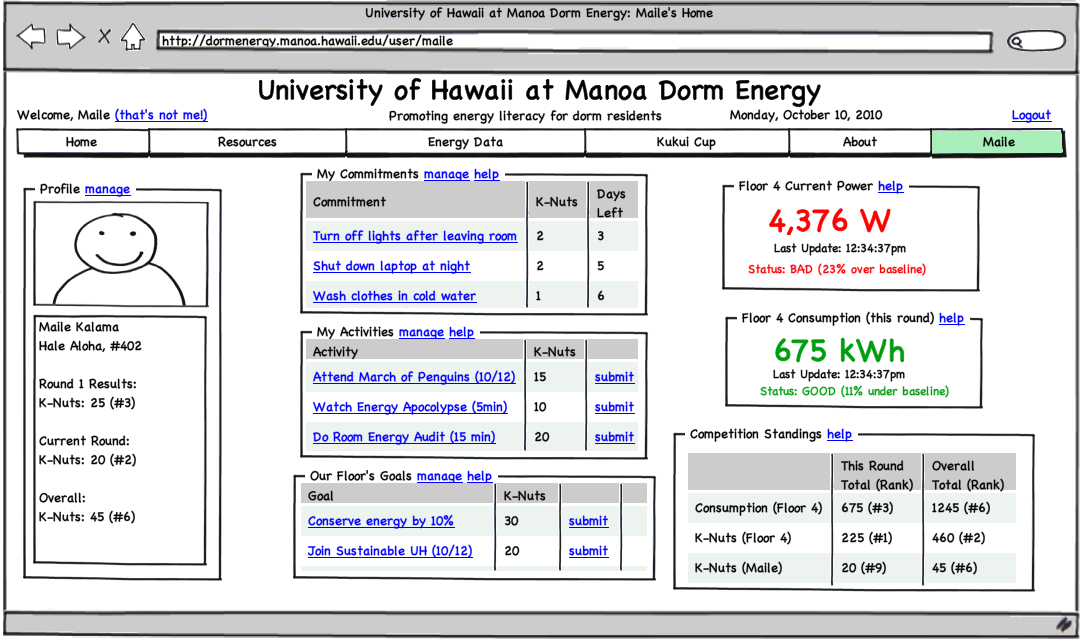 University of Hawaii at Manoa Dorm Energy: Maile's Home
http://dormenergy.manoa.hawaii.edu/user/maile
University of Hawaii at Manoa Dorm Energy
Welcome, Maile (that's not me!) Promoting energy literacy for dorm residents Monday, October 10, 2010 Logout
Home Resources Energy Data Kukui Cup About Maile
Profile manage
Maile Kalama
Hale Aloha, #402
Round 1 Results:
K-Nuts: 25 (#3)
Current Round:
K-Nuts: 20 (#2)
Overall:
K-Nuts: 45 (#6)
My Commitments manage help
Commitment K-Nuts Days Left
Turn off lights after leaving room 2 3
Shut down laptop at night 2 5
Wash clothes in cold water 1 6
My Activities manage help
Activity K-Nuts
Attend March of Penguins (10/12) 15 submit
Watch Energy Apocolypse (5min) 10 submit
Do Room Energy Audit (15 min) 20 submit
Our Floor's Goals manage help
Goal K-Nuts
Conserve energy by 10% 30 submit
Join Sustainable UH (10/12) 20 submit
Floor 4 Current Power help
4,376 W
Last Update: 12:34:37pm
Status: BAD (23% over baseline)
Floor 4 Consumption (this round) help
675 kWh
Last Update: 12:34:37pm
Status: GOOD (11% under baseline)
Competition Standings help
This Round Overall
Total (Rank) Total (Rank)
Consumption (Floor 4) 675 (#3) 1245 (#6)
K-Nuts (Floor 4) 225 (#1) 460 (#2)
K-Nuts (Maile) 20 (#9) 45 (#6)